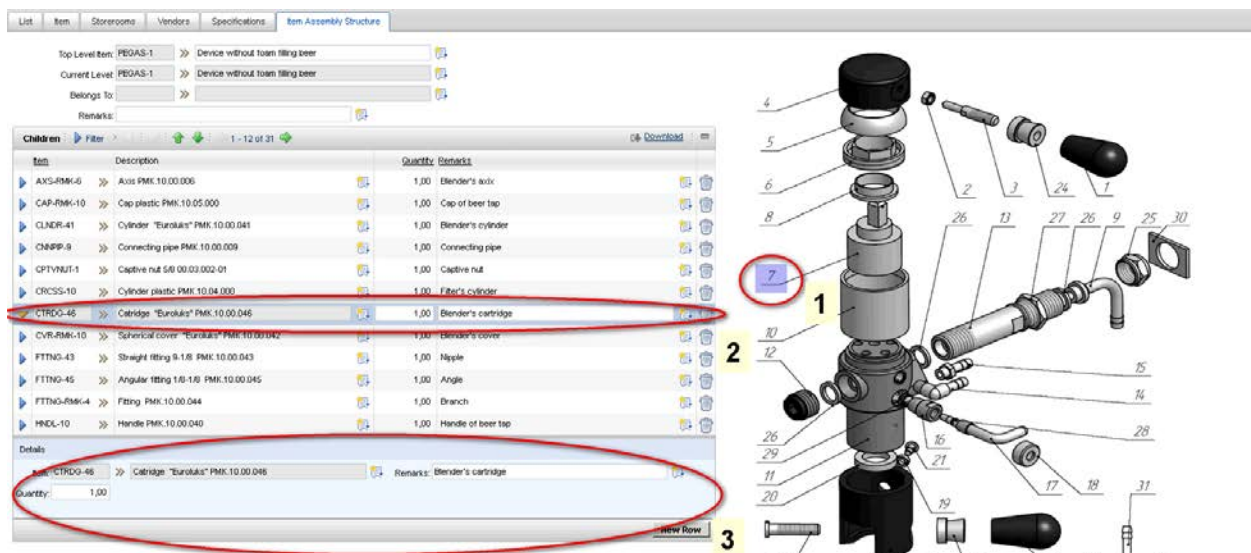 List Item Storerooms Vendors Specifications Item Assembly Structure
Top Level Item: PEGAS-1 Device without foam filling beer
Current Level: PEGAS-1 Device without foam filling beer
Belongs To:
Remarks:
Children Filter 1 - 12 of 31 Download
Item Description Quantity Remarks
AXS-RMK-6 Axis PMK.10.00.006 1,00 Blender's axix
CAP-RMK-10 Cap plastic PMK.10.05.000 1,00 Cap of beer tap
CLNDR-41 Cylinder "Euroluks" PMK.10.00.041 1,00 Blender's cylinder
CNNPIP-9 Connecting pipe PMK.10.00.009 1,00 Connecting pipe
CPTVNUT-1 Captive nut 5/8 00.03.002-01 1,00 Captive nut
CRCSS-10 Cylinder plastic PMK.10.04.000 1,00 Filter's cylinder
CTRDG-46 Catridge "Euroluks" PMK.10.00.046 1,00 Blender's cartridge
CVR-RMK-10 Spherical cover "Euroluks" PMK.10.00.042 1,00 Blender's cover
FTTNG-43 Straight fitting 9-1/8 PMK.10.00.043 1,00 Nipple
FTTNG-45 Angular fitting 1/8-1/8 PMK.10.00.045 1,00 Angle
FTTNG-RMK-4 Fitting PMK.10.00.044 1,00 Branch
HNDL-10 Handle PMK.10.00.040 1,00 Handle of beer tap
Details
Item: CTRDG-46 Catridge "Euroluks" PMK.10.00.046 Remarks: Blender's cartridge
Quantity: 1,00
New Row
1
2
3
4
5
6
8
7
10
12
2 3 24 1
26 13 27 26 9 25 30
15
14
26
29
11
20
16
21
28
17
18
19
31